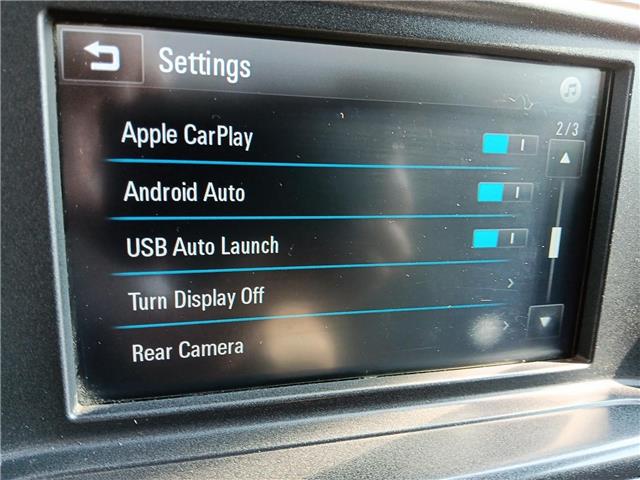 Settings
2/3
Apple CarPlay
Android Auto
USB Auto Launch
Turn Display Off
Rear Camera